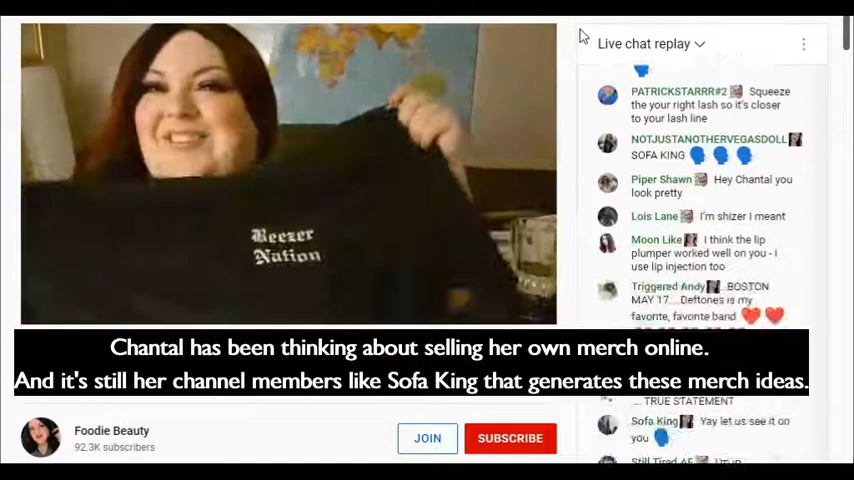 Live chat replay
PATRICKSTARRR#2 Squeeze
the your right lash so it's closer
to your lash line
NOTJUSTANOTHERVEGASDOLL
SOFA KING
Piper Shawn Hey Chantal you
look pretty
Lois Lane I'm shizer I meant
Moon Like I think the lip
plumper worked well on you - i
use lip injection too
Triggered Andy BOSTON
MAY 17... Deftones is my
favorite, favorite band
Beezer
Nation
Chantal has been thinking about selling her own merch online.
And it's still her channel members like Sofa King that generates these merch ideas.
... TRUE STATEMENT
Sofa King Yay let us see it on
you
Still Tired AF I'm up
Foodie Beauty
92.3K subscribers
JOIN
SUBSCRIBE